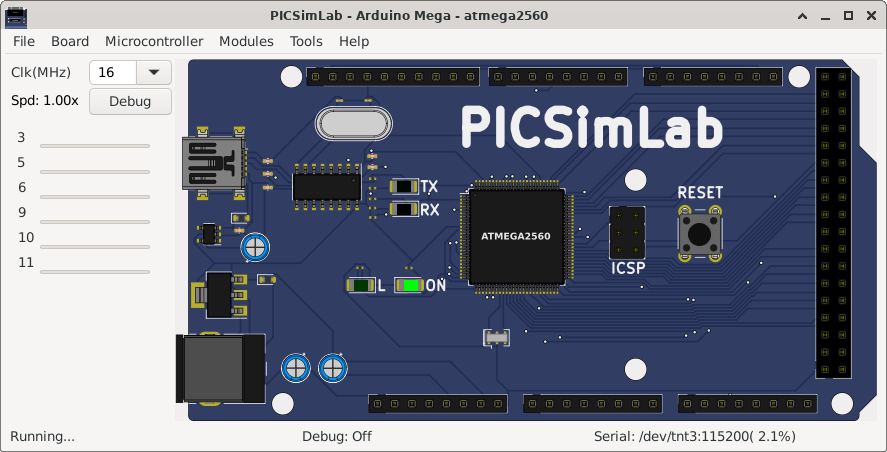 PICSimLab - Arduino Mega - atmega2560
File Board Microcontroller Modules Tools Help
Clk(MHz) 16
Spd: 1.00x Debug
3
5
6
9
10
11
PICSimLab
TX
RX
RESET
ATMEGA2560
ICSP
L
ON
Running... Debug: Off Serial: /dev/tnt3:115200( 2.1%)